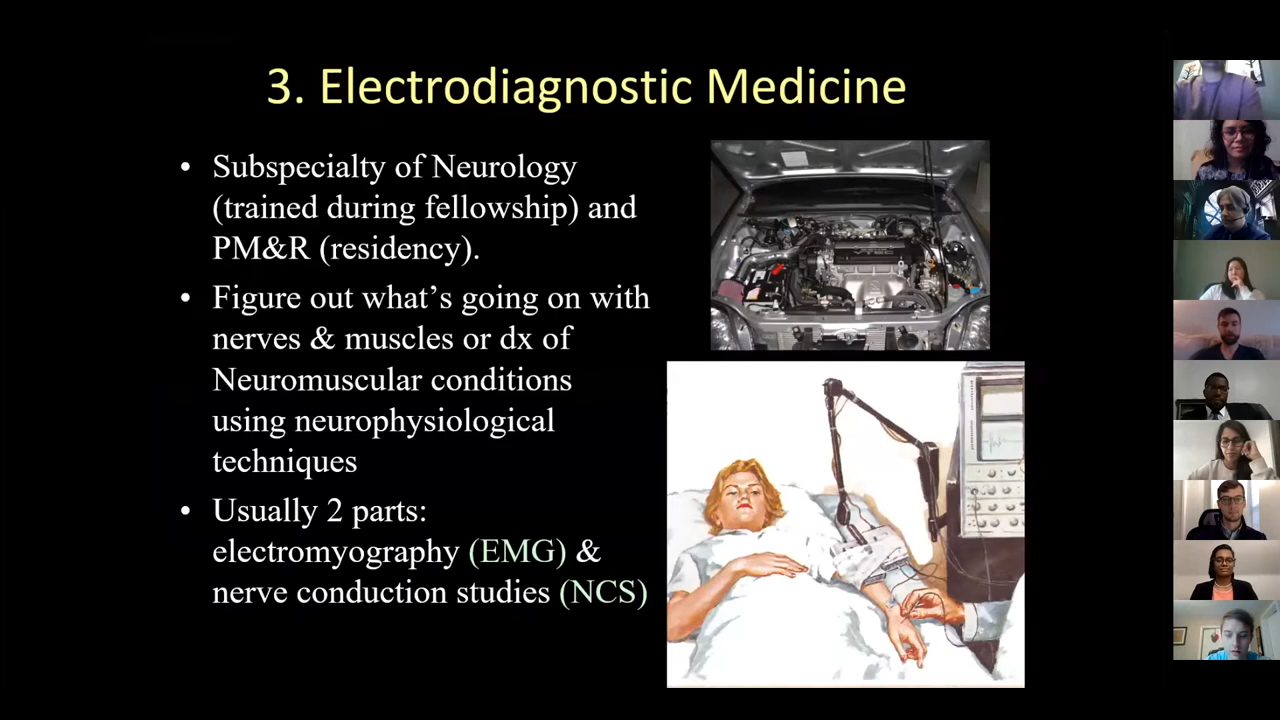 3. Electrodiagnostic Medicine
• Subspecialty of Neurology
(trained during fellowship) and
PM&R (residency).
• Figure out what’s going on with
nerves & muscles or dx of
Neuromuscular conditions
using neurophysiological
techniques
• Usually 2 parts:
electromyography (EMG) &
nerve conduction studies (NCS)
VTEC